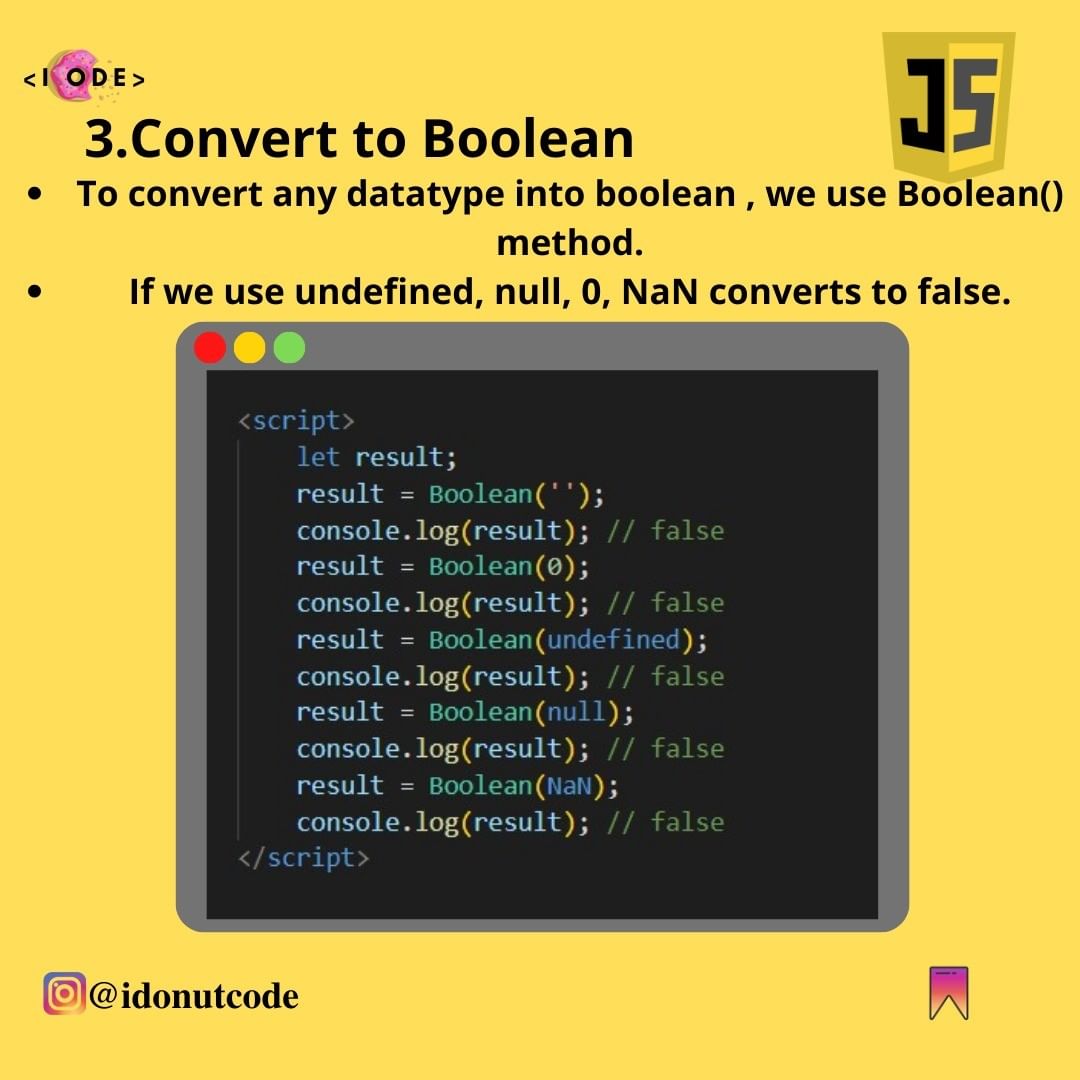 <I ODE>
JS
3.Convert to Boolean
• To convert any datatype into boolean , we use Boolean()
method.
• If we use undefined, null, 0, NaN converts to false.
<script>
let result;
result = Boolean('');
console.log(result); // false
result = Boolean(0);
console.log(result); // false
result = Boolean(undefined);
console.log(result); // false
result = Boolean(null);
console.log(result); // false
result = Boolean(NaN);
console.log(result); // false
</script>
@idonutcode